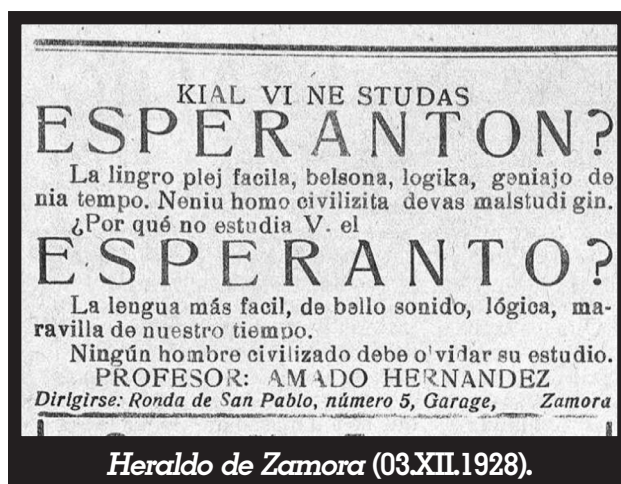 KIAL VI NE STUDAS
ESPERANTON?
La lingro plej facila, belsona, logika, geniajo de
nia tempo. Neniu homo civilizita devas malstudi gin.
¿Por qué no estudia V. el
ESPERANTO?
La lengua más facil, de bello sonido, lógica, ma-
ravilla de nuestro tiempo.
Ningún hombre civilizado debe o'vidar su estudio.
PROFESOR: AMADO HERNANDEZ
Dirigirse: Ronda de San Pablo, número 5, Garage, Zamora
Heraldo de Zamora (03.XII.1928).